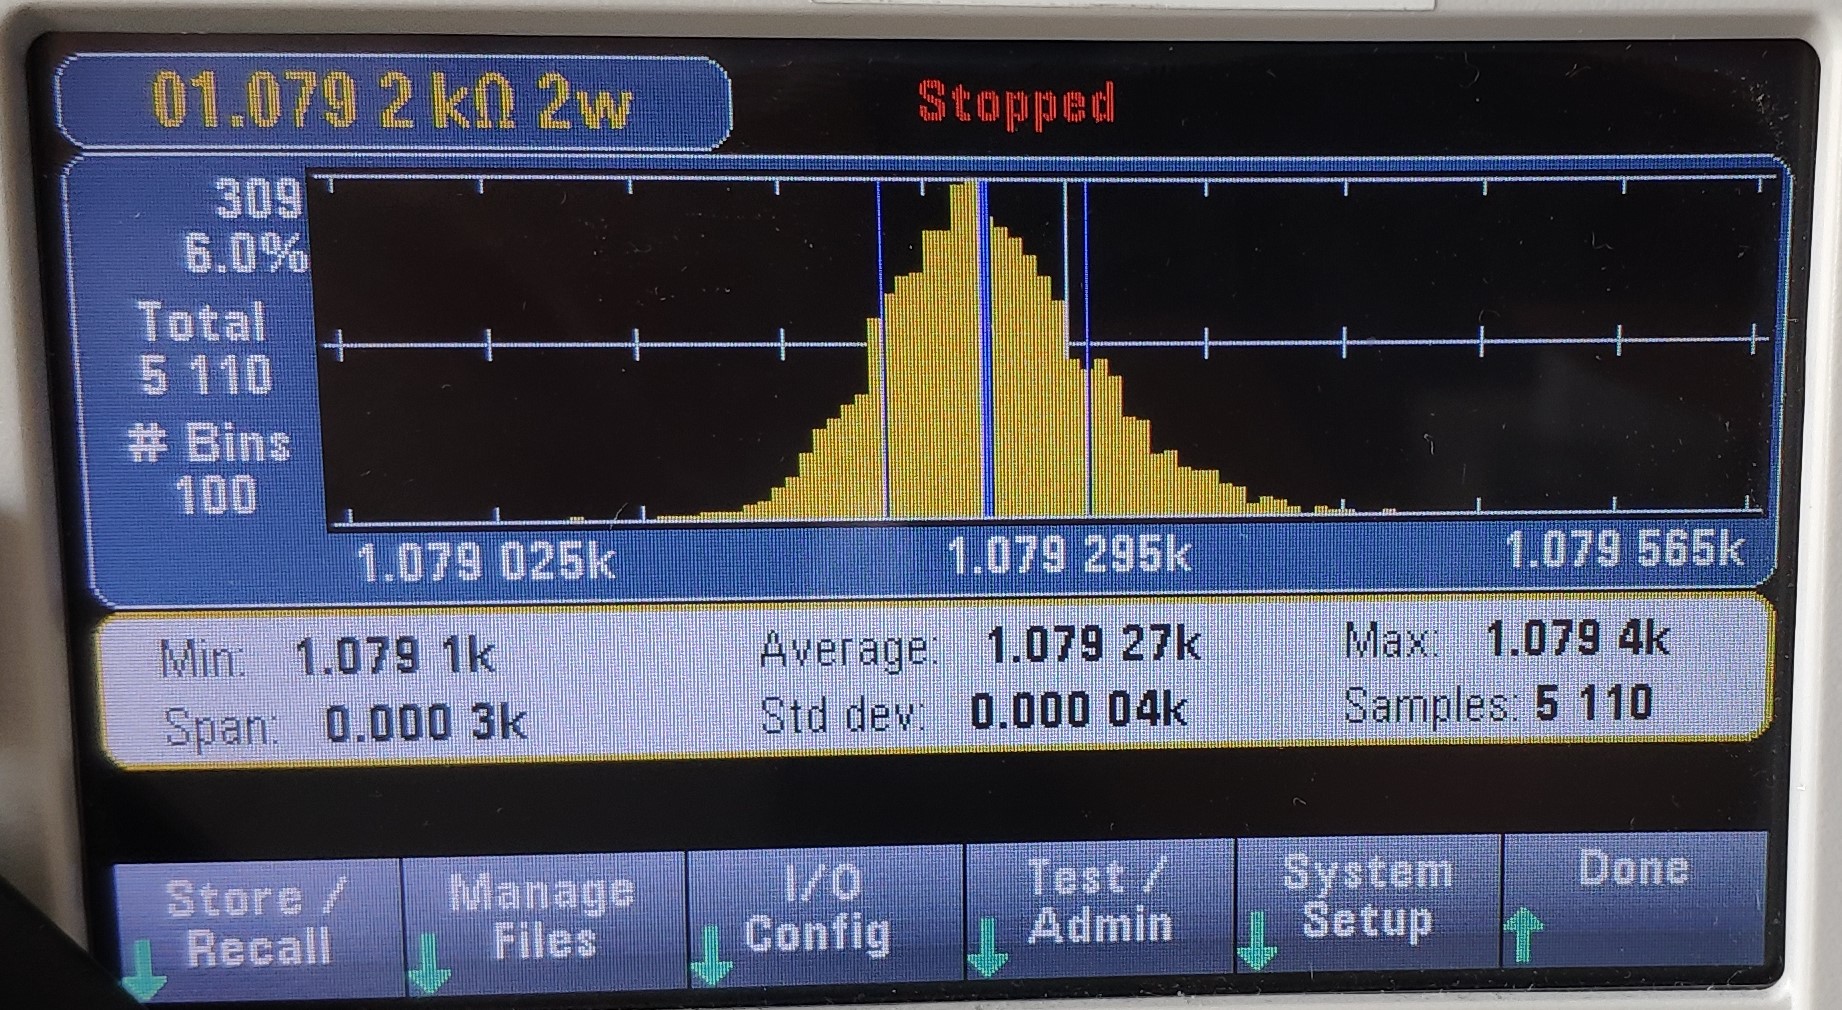 01.079 2 kΩ 2w
Stopped
309
6.0%
Total
5 110
# Bins
100
1.079 025k 1.079 295k 1.079 565k
Min: 1.079 1k Average: 1.079 27k Max: 1.079 4k
Span: 0.000 3k Std dev: 0.000 04k Samples: 5 110
Store / Recall
Manage Files
I/O Config
Test / Admin
System Setup
Done